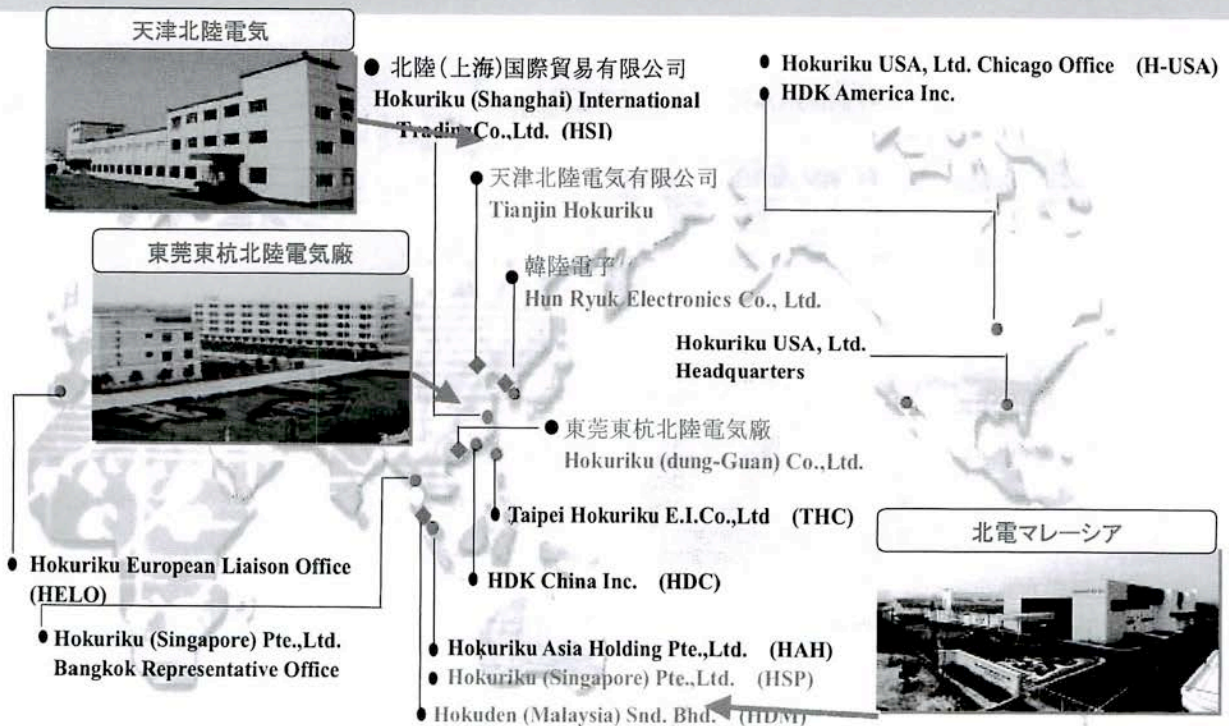 天津北陸電気
● 北陸(上海)国際貿易有限公司
Hokuriku (Shanghai) International
TradingCo.,Ltd. (HSI)
● Hokuriku USA, Ltd. Chicago Office (H-USA)
● HDK America Inc.
● 天津北陸電気有限公司
Tianjin Hokuriku
東莞東杭北陸電気廠
● 韓陸電子
Hun Ryuk Electronics Co., Ltd.
Hokuriku USA, Ltd.
Headquarters
● 東莞東杭北陸電気廠
Hokuriku (dung-Guan) Co.,Ltd.
● Taipei Hokuriku E.I.Co.,Ltd (THC)
北電マレーシア
● Hokuriku European Liaison Office
(HELO)
● HDK China Inc. (HDC)
● Hokuriku (Singapore) Pte.,Ltd.
Bangkok Representative Office
● Hokuriku Asia Holding Pte.,Ltd. (HAH)
● Hokuriku (Singapore) Pte.,Ltd. (HSP)
● Hokuden (Malaysia) Snd. Bhd. (HDM)